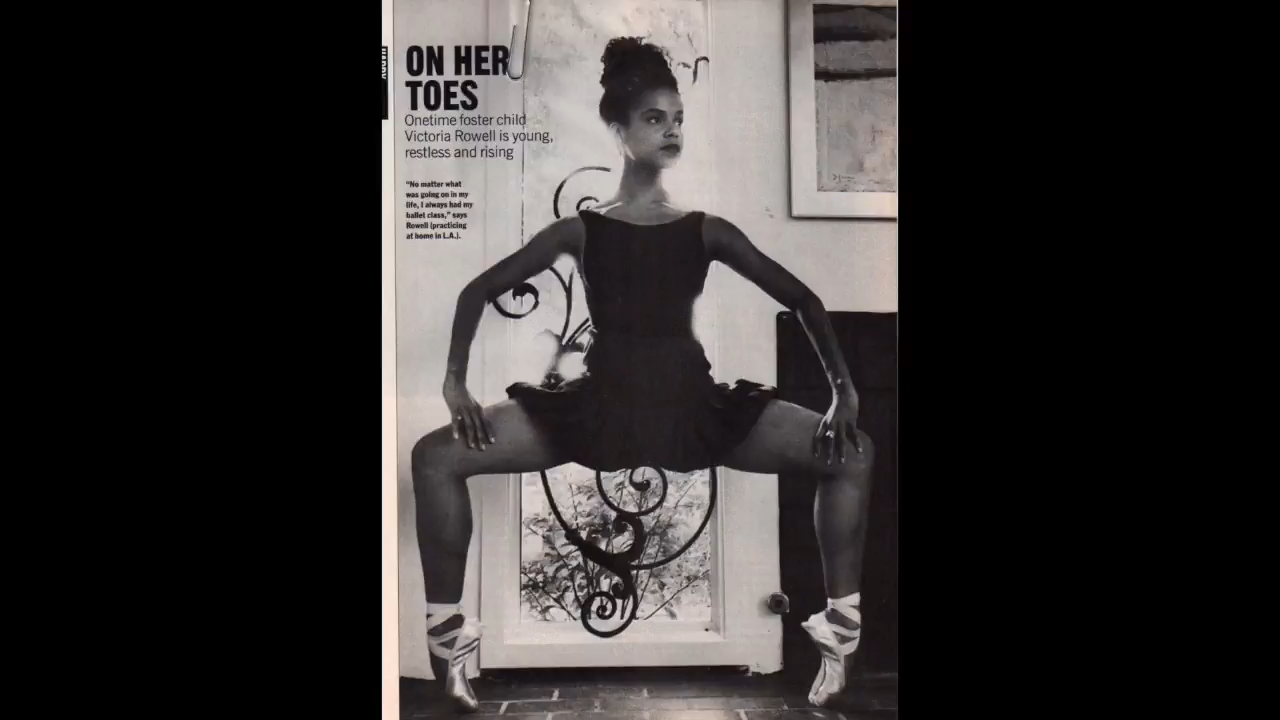 ON HER
TOES
Onetime foster child
Victoria Rowell is young,
restless and rising
"No matter what
was going on in my
life, I always had my
ballet class," says
Rowell (practicing
at home in L.A.).